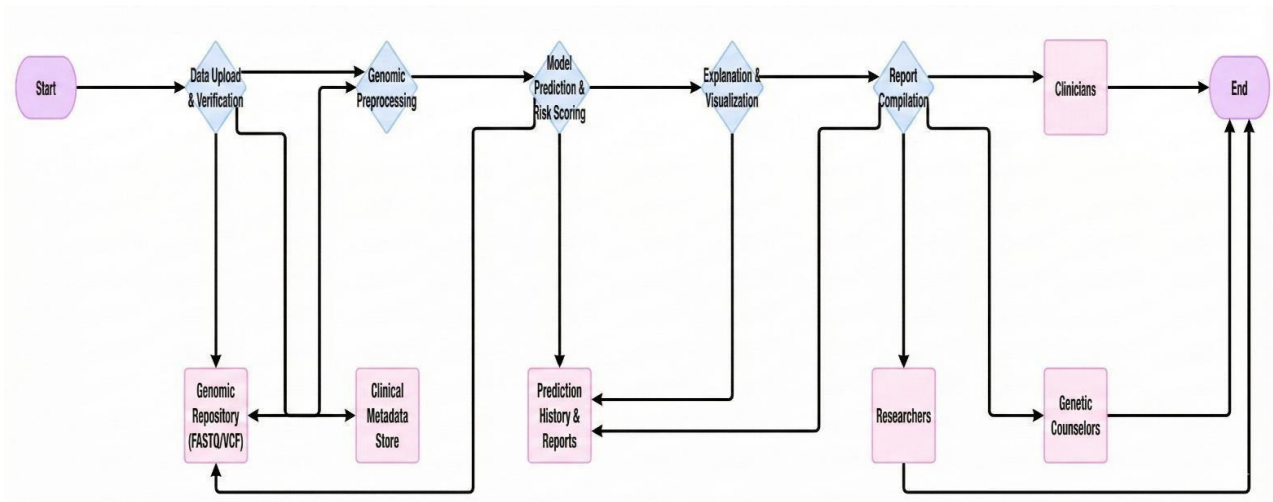 Start
Data Upload
& Verification
Genomic
Preprocessing
Model
Prediction &
Risk Scoring
Explanation &
Visualization
Report
Compilation
Clinicians
End
Genomic
Repository
(FASTQ/VCF)
Clinical
Metadata
Store
Prediction
History &
Reports
Researchers
Genetic
Counselors